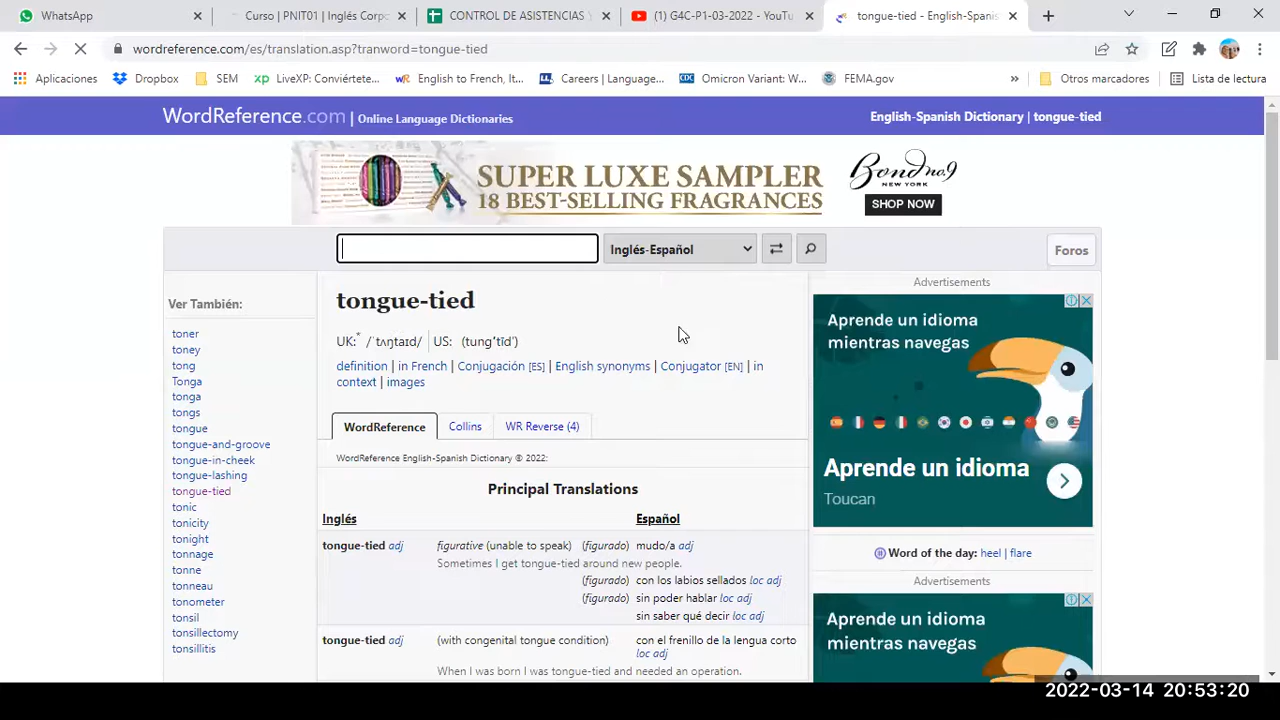 WhatsApp
Curso | PNIT01 | Inglés Corpo
CONTROL DE ASISTENCIAS Y
(1) G4C-P1-03-2022 - YouTu
tongue-tied - English-Spanis
wordreference.com/es/translation.asp?tranword=tongue-tied
Aplicaciones
Dropbox
SEM
LiveXP: Conviértete...
English to French, It...
Careers | Language...
Omicron Variant: W...
FEMA.gov
»
Otros marcadores
Lista de lectura
WordReference.com | Online Language Dictionaries
English-Spanish Dictionary | tongue-tied
SUPER LUXE SAMPLER
18 BEST-SELLING FRAGRANCES
Bond no.9
NEW YORK
SHOP NOW
Inglés-Español
Foros
Ver También:
toner
toney
tong
Tonga
tonga
tongs
tongue
tongue-and-groove
tongue-in-cheek
tongue-lashing
tongue-tied
tonic
tonicity
tonight
tonnage
tonne
tonneau
tonometer
tonsil
tonsillectomy
tonsillitis
tongue-tied
UK:* /ˈtʌŋtaɪd/ US: (tung′tīd′)
definition | in French | Conjugación [ES] | English synonyms | Conjugator [EN] | in
context | images
WordReference
Collins
WR Reverse (4)
WordReference English-Spanish Dictionary © 2022:
Principal Translations
Inglés Español
tongue-tied adj figurative (unable to speak) (figurado) mudo/a adj
Sometimes I get tongue-tied around new people.
(figurado) con los labios sellados loc adj
(figurado) sin poder hablar loc adj
(figurado) sin saber qué decir loc adj
tongue-tied adj (with congenital tongue condition) con el frenillo de la lengua corto
loc adj
When I was born I was tongue-tied and needed an operation.
Advertisements
Aprende un idioma
mientras navegas
Aprende un idioma
Toucan
Word of the day: heel | flare
Advertisements
Aprende un idioma
mientras navegas
2022-03-14 20:53:20